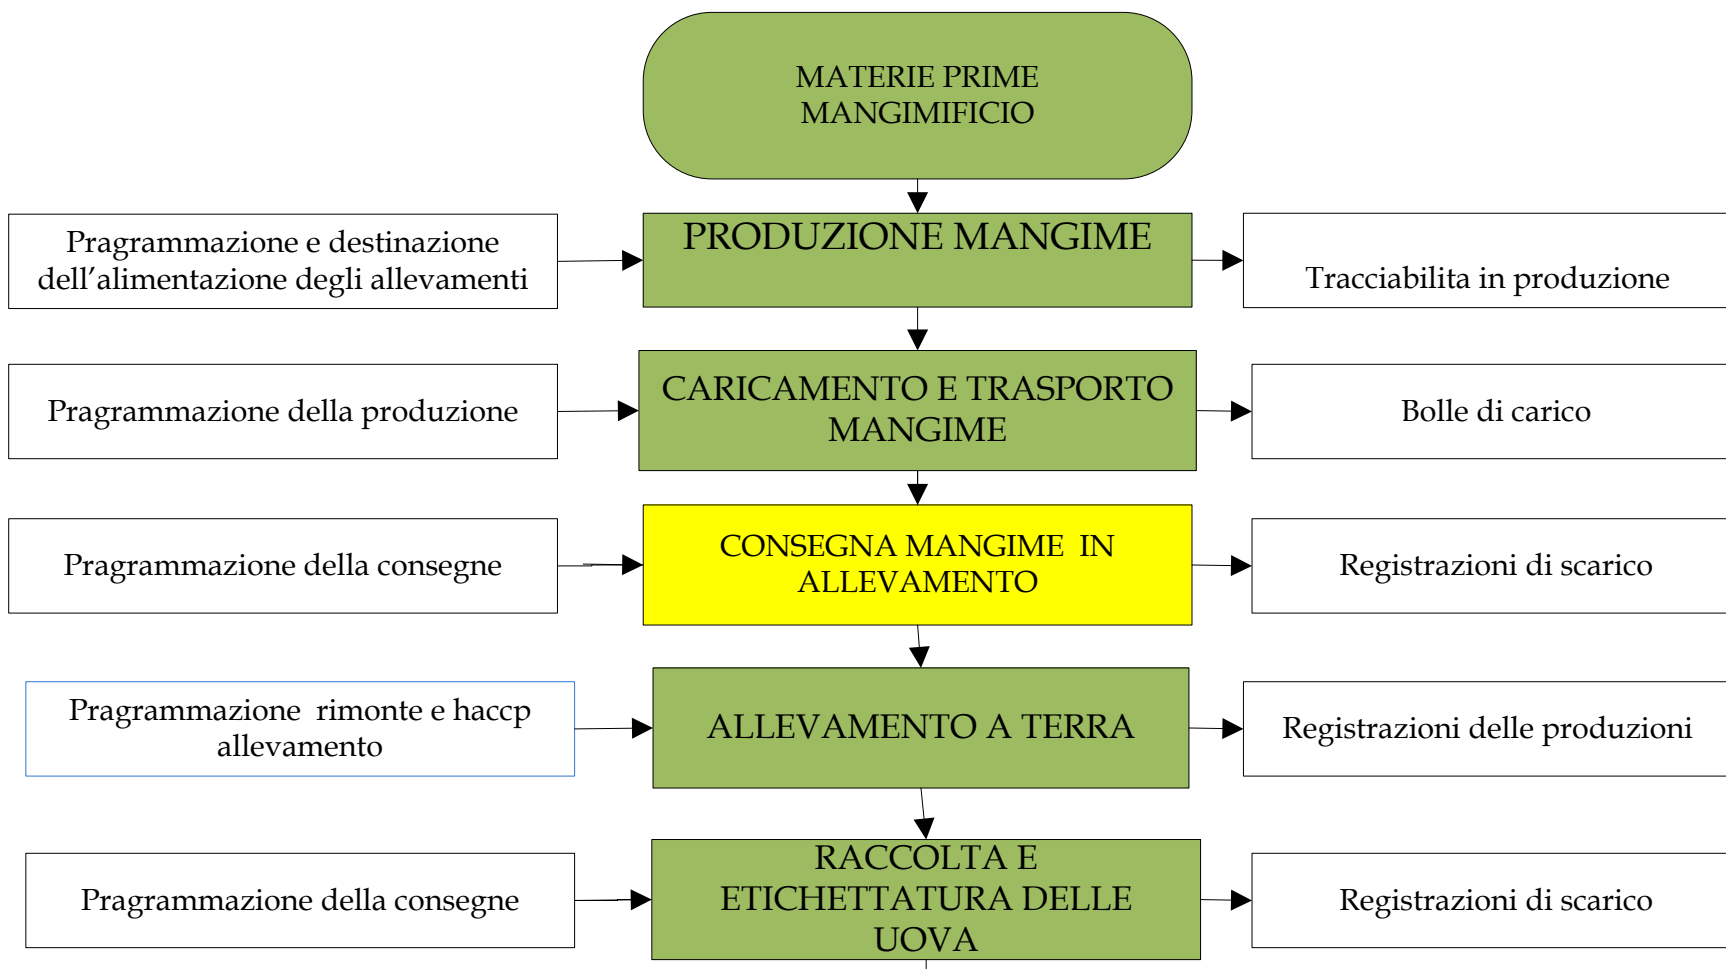 MATERIE PRIME
MANGIMIFICIO
Pragrammazione e destinazione
dell’alimentazione degli allevamenti
PRODUZIONE MANGIME
Tracciabilita in produzione
Pragrammazione della produzione
CARICAMENTO E TRASPORTO
MANGIME
Bolle di carico
Pragrammazione della consegne
CONSEGNA MANGIME IN
ALLEVAMENTO
Registrazioni di scarico
Pragrammazione rimonte e haccp
allevamento
ALLEVAMENTO A TERRA
Registrazioni delle produzioni
Pragrammazione della consegne
RACCOLTA E
ETICHETTATURA DELLE
UOVA
Registrazioni di scarico